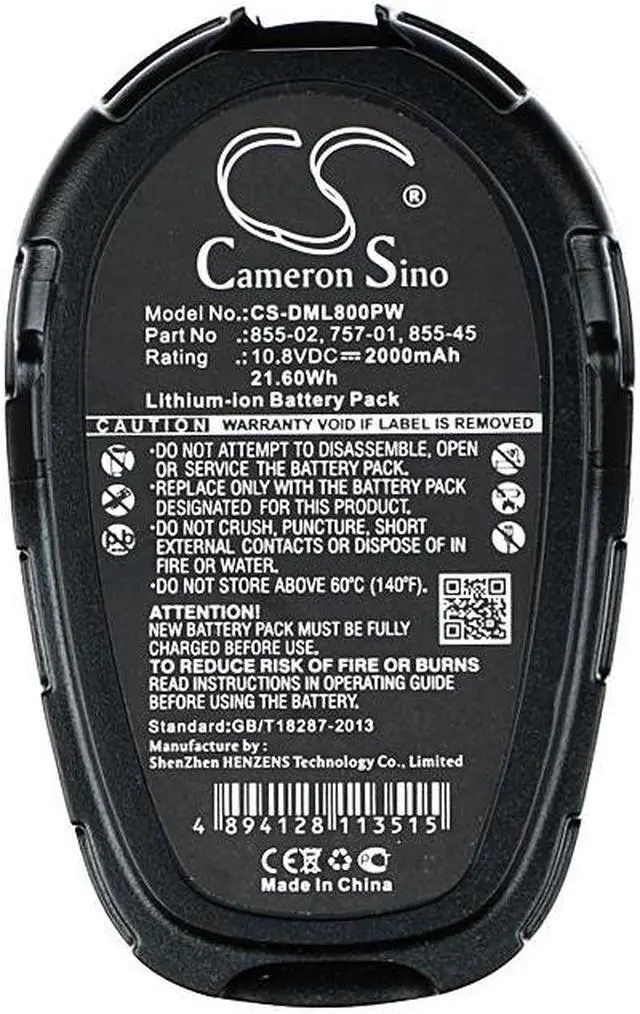 CS®
Cameron Sino
Model No.:CS-DML800PW
Part No .:855-02, 757-01, 855-45
Rating .:10.8VDC⎓2000mAh
21.60Wh
Lithium-ion Battery Pack
CAUTION WARRANTY VOID IF LABEL IS REMOVED
•DO NOT ATTEMPT TO DISASSEMBLE, OPEN
OR SERVICE THE BATTERY PACK.
•REPLACE ONLY WITH THE BATTERY PACK
DESIGNATED FOR THIS PRODUCT.
•DO NOT CRUSH, PUNCTURE, SHORT
EXTERNAL CONTACTS OR DISPOSE OF IN
FIRE OR WATER.
•DO NOT STORE ABOVE 60°C (140°F).
Pb
ATTENTION!
NEW BATTERY PACK MUST BE FULLY
CHARGED BEFORE USE.
TO REDUCE RISK OF FIRE OR BURNS
READ INSTRUCTIONS IN OPERATING GUIDE
BEFORE USING THE BATTERY.
Standard:GB/T18287-2013
Manufacture by :
ShenZhen HENZENS Technology Co., Limited
4 894128 113515
CE
Made In China